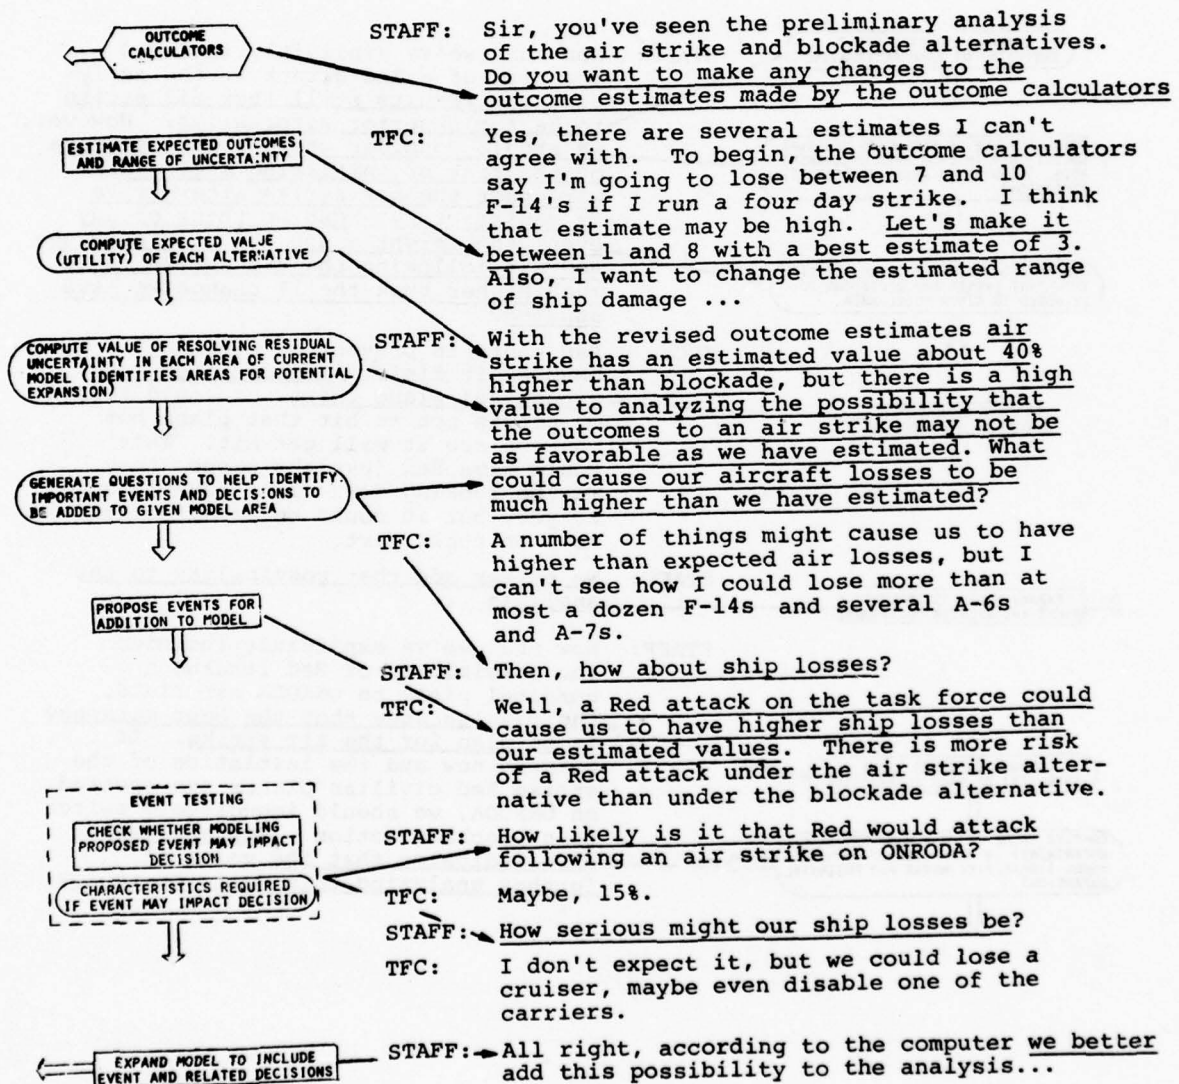 OUTCOME
CALCULATORS
STAFF: Sir, you've seen the preliminary analysis
of the air strike and blockade alternatives.
Do you want to make any changes to the
outcome estimates made by the outcome calculators
ESTIMATE EXPECTED OUTCOMES
AND RANGE OF UNCERTAINTY
TFC: Yes, there are several estimates I can't
agree with. To begin, the outcome calculators
say I'm going to lose between 7 and 10
F-14's if I run a four day strike. I think
that estimate may be high. Let's make it
between 1 and 8 with a best estimate of 3.
Also, I want to change the estimated range
of ship damage ...
COMPUTE EXPECTED VALUE
(UTILITY) OF EACH ALTERNATIVE
COMPUTE VALUE OF RESOLVING RESIDUAL
UNCERTAINTY IN EACH AREA OF CURRENT
MODEL (IDENTIFIES AREAS FOR POTENTIAL
EXPANSION)
STAFF: With the revised outcome estimates air
strike has an estimated value about 40%
higher than blockade, but there is a high
value to analyzing the possibility that
the outcomes to an air strike may not be
as favorable as we have estimated. What
could cause our aircraft losses to be
much higher than we have estimated?
GENERATE QUESTIONS TO HELP IDENTIFY
IMPORTANT EVENTS AND DECISIONS TO
BE ADDED TO GIVEN MODEL AREA
TFC: A number of things might cause us to have
higher than expected air losses, but I
can't see how I could lose more than at
most a dozen F-14s and several A-6s
and A-7s.
PROPOSE EVENTS FOR
ADDITION TO MODEL
STAFF: Then, how about ship losses?
TFC: Well, a Red attack on the task force could
cause us to have higher ship losses than
our estimated values. There is more risk
of a Red attack under the air strike alter-
native than under the blockade alternative.
EVENT TESTING
CHECK WHETHER MODELING
PROPOSED EVENT MAY IMPACT
DECISION
CHARACTERISTICS REQUIRED
IF EVENT MAY IMPACT DECISION
STAFF: How likely is it that Red would attack
following an air strike on ONRODA?
TFC: Maybe, 15%.
STAFF: How serious might our ship losses be?
TFC: I don't expect it, but we could lose a
cruiser, maybe even disable one of the
carriers.
EXPAND MODEL TO INCLUDE
EVENT AND RELATED DECISIONS
STAFF: All right, according to the computer we better
add this possibility to the analysis...